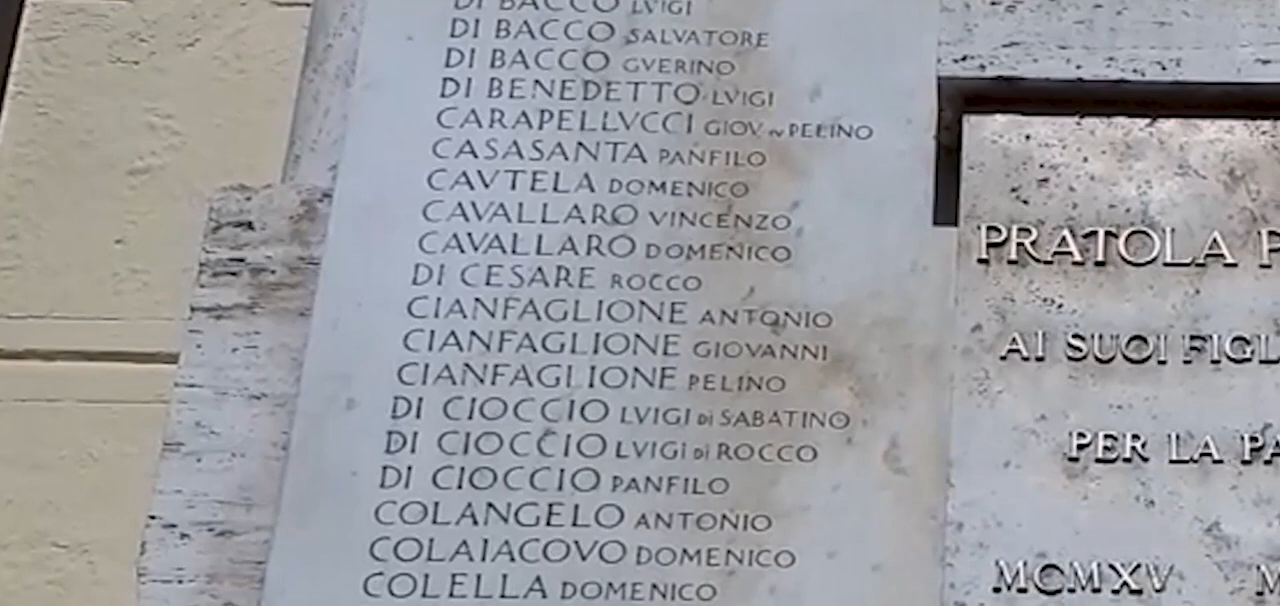 DI BACCO LVIGI
DI BACCO SALVATORE
DI BACCO GVERINO
DI BENEDETTO LVIGI
CARAPELLVCCI GIOV. PELINO
CASASANTA PANFILO
CAVTELA DOMENICO
CAVALLARO VINCENZO
CAVALLARO DOMENICO
DI CESARE ROCCO
CIANFAGLIONE ANTONIO
CIANFAGLIONE GIOVANNI
CIANFAGLIONE PELINO
DI CIOCCIO LVIGI Di SABATINO
DI CIOCCIO LVIGI Di ROCCO
DI CIOCCIO PANFILO
COLANGELO ANTONIO
COLAIACOVO DOMENICO
COLELLA DOMENICO
PRATOLA P
AI SUOI FIGL
PER LA PA
MCMXV M